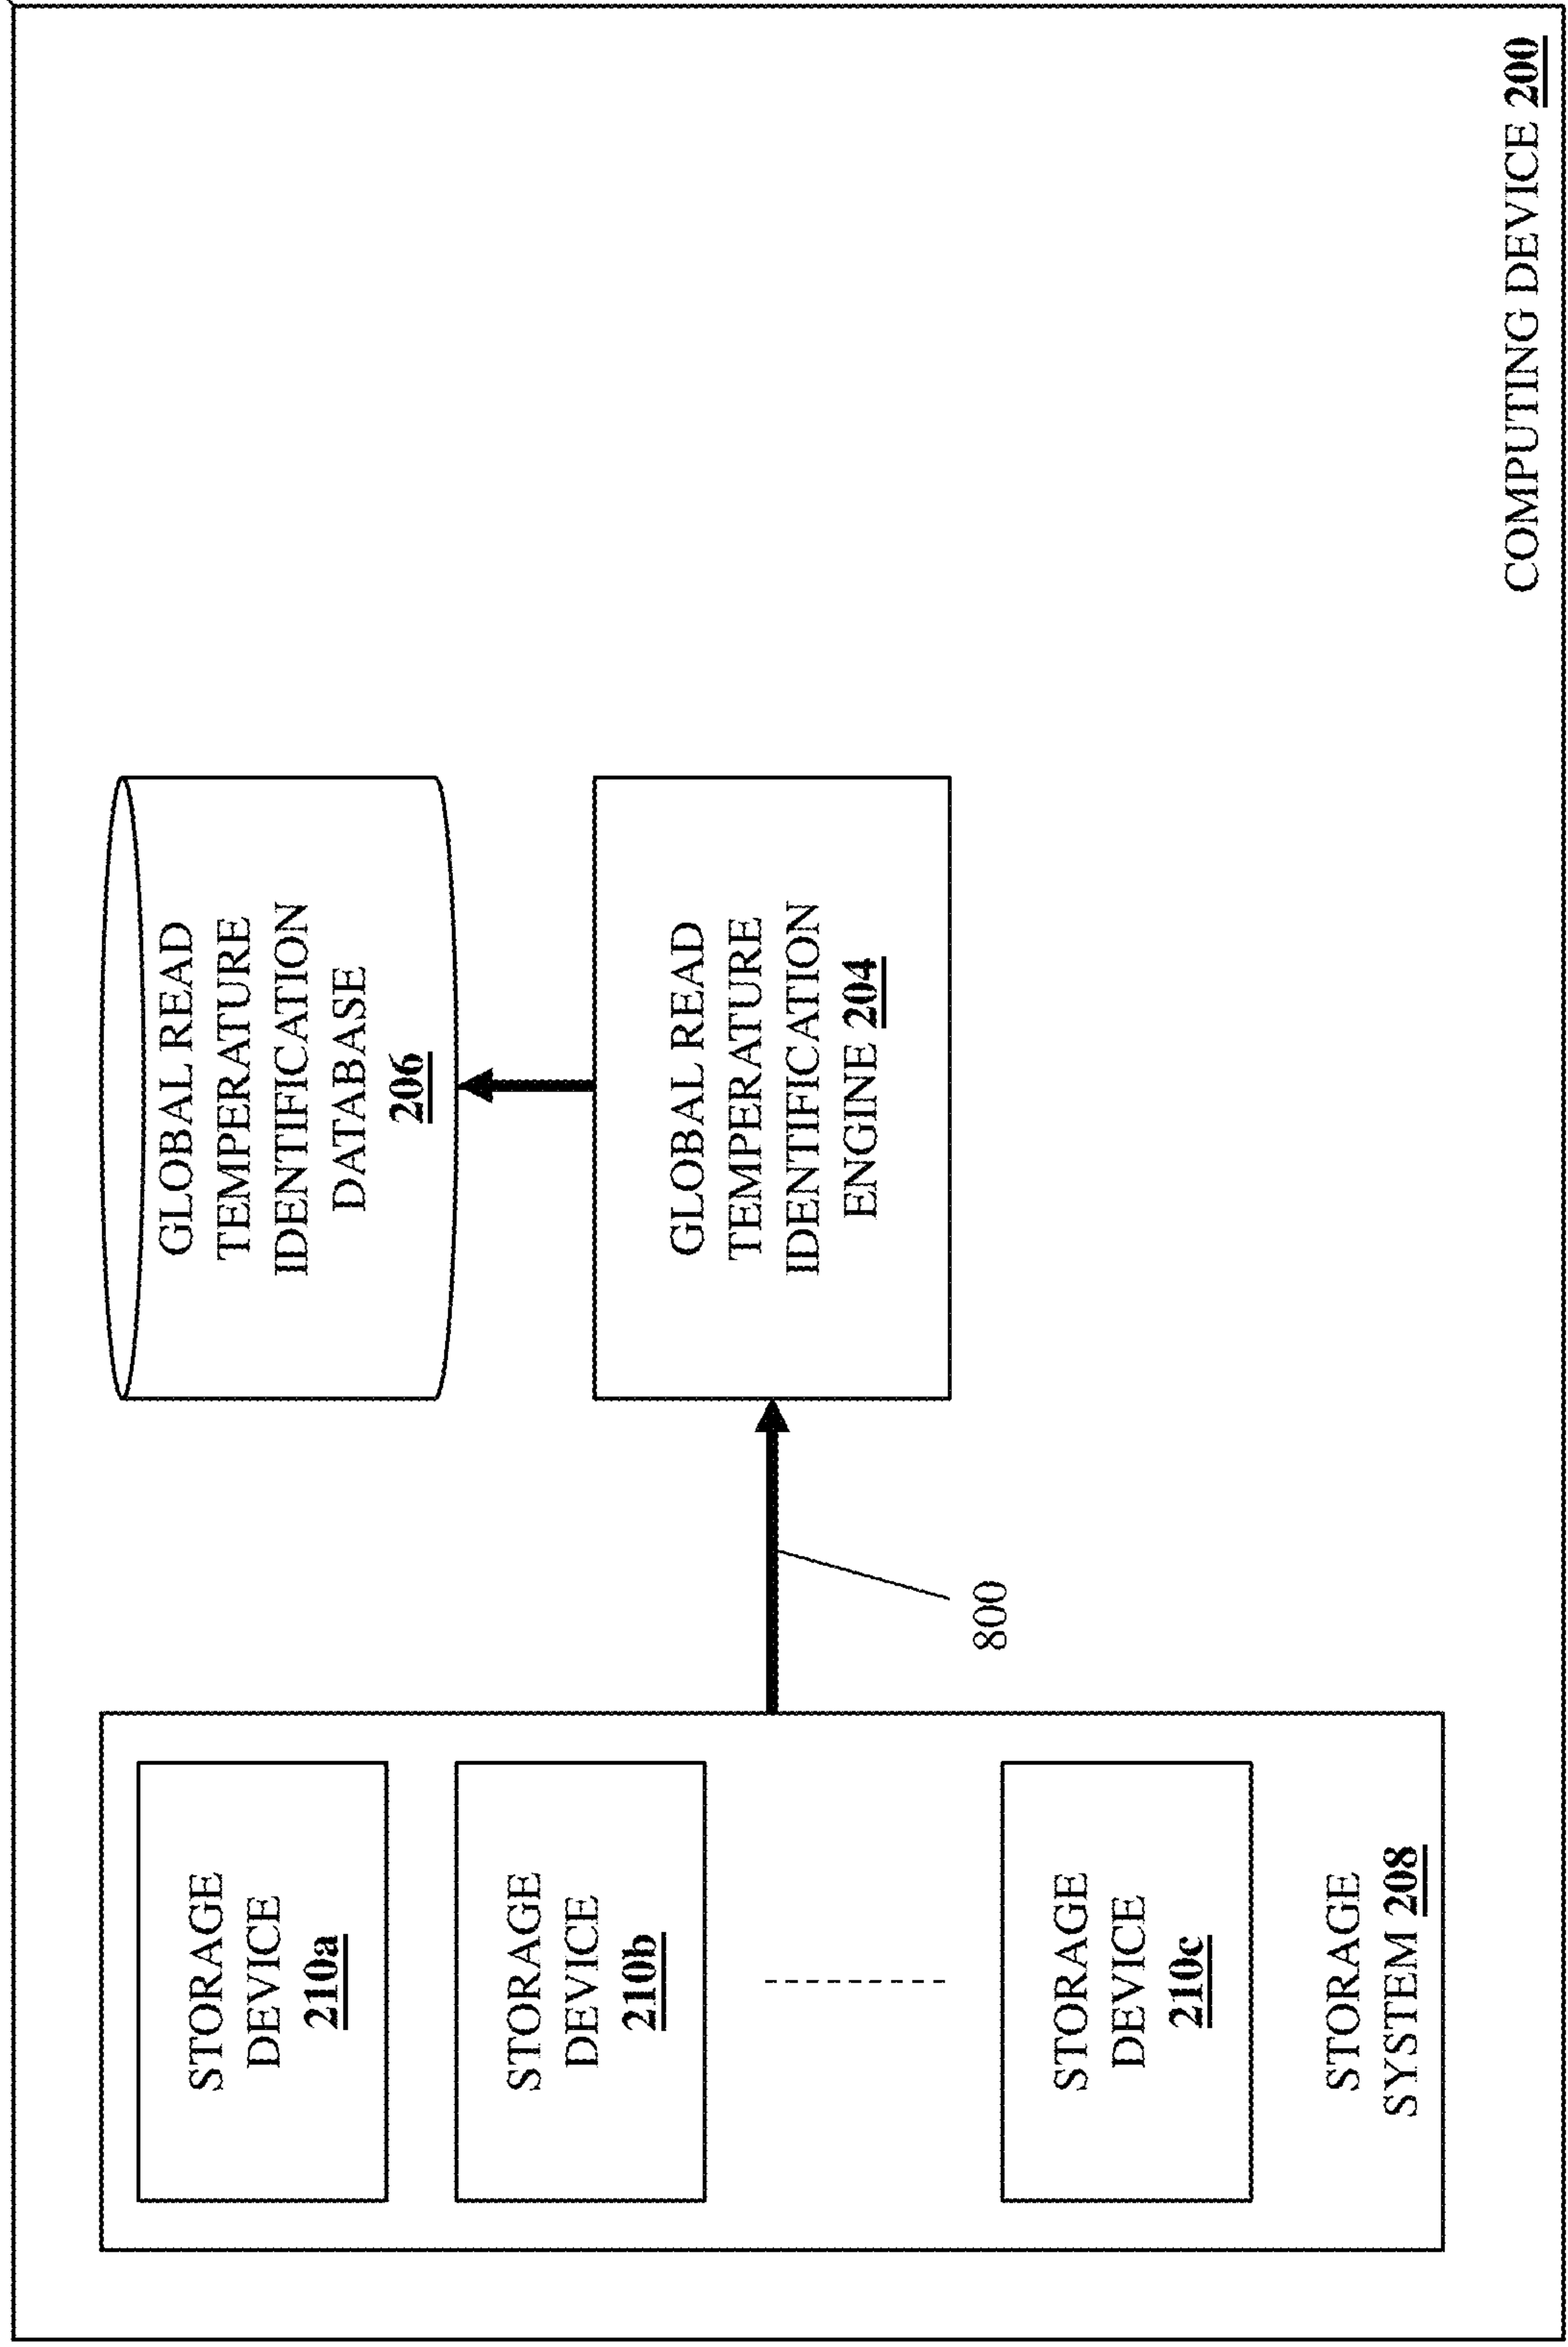 STORAGE
DEVICE
210a
STORAGE
DEVICE
210b
STORAGE
DEVICE
210c
STORAGE
SYSTEM 208
800
GLOBAL READ
TEMPERATURE
IDENTIFICATION
DATABASE
206
GLOBAL READ
TEMPERATURE
IDENTIFICATION
ENGINE 204
COMPUTING DEVICE 200